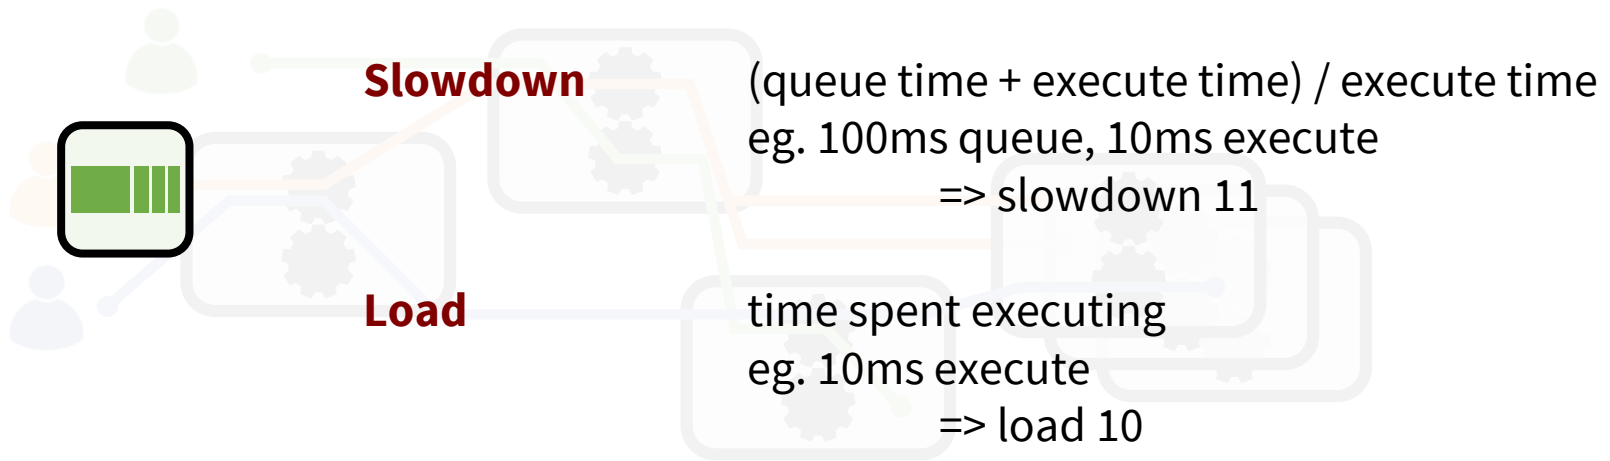 Slowdown (queue time + execute time) / execute time
eg. 100ms queue, 10ms execute
=> slowdown 11
Load time spent executing
eg. 10ms execute
=> load 10